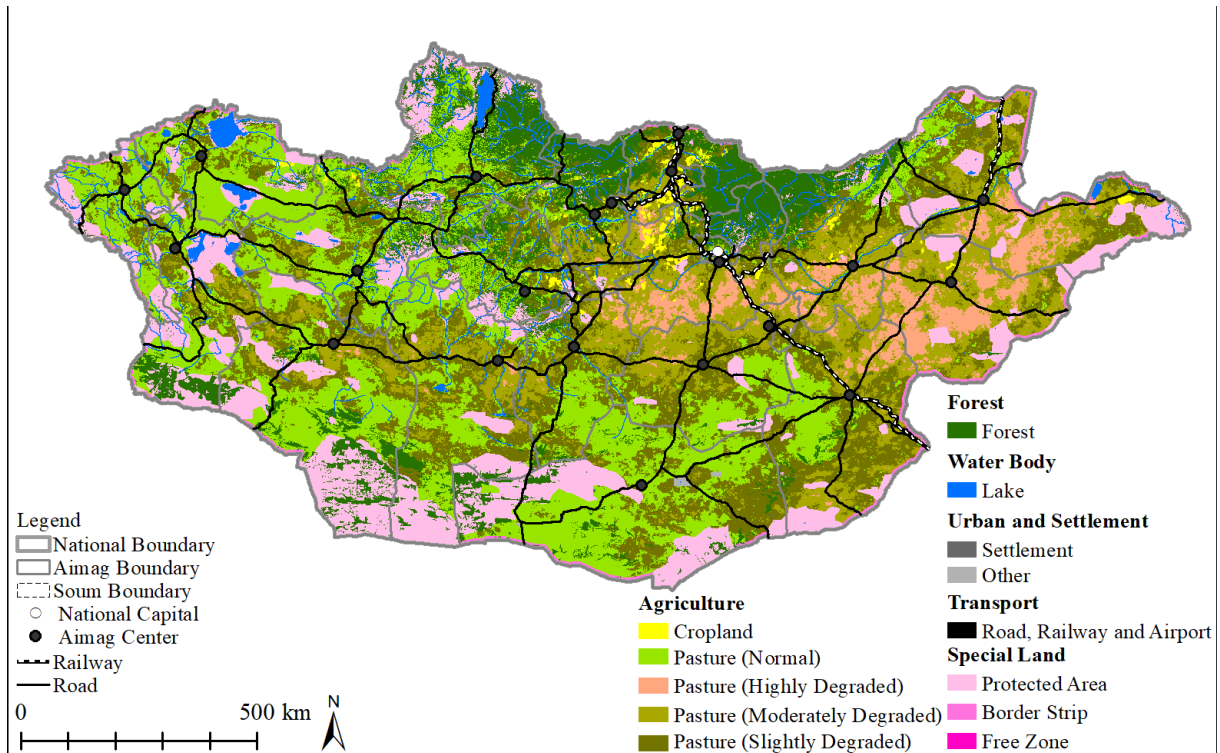 Legend
National Boundary
Aimag Boundary
Soum Boundary
National Capital
Aimag Center
Railway
Road
0 500 km
N
Agriculture
Cropland
Pasture (Normal)
Pasture (Highly Degraded)
Pasture (Moderately Degraded)
Pasture (Slightly Degraded)
Forest
Forest
Water Body
Lake
Urban and Settlement
Settlement
Other
Transport
Road, Railway and Airport
Special Land
Protected Area
Border Strip
Free Zone